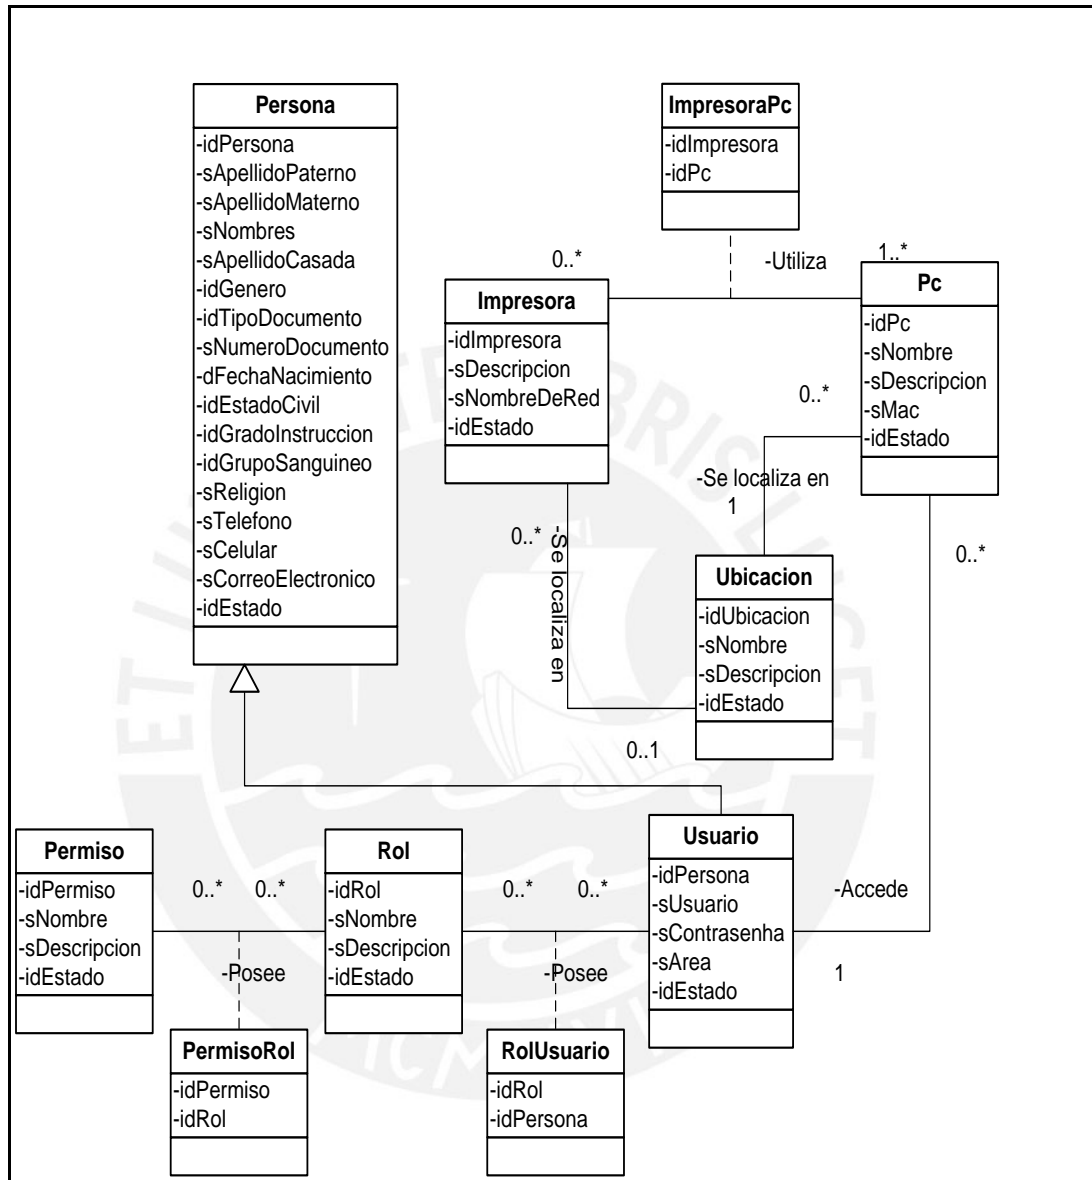 Persona
-idPersona
-sApellidoPaterno
-sApellidoMaterno
-sNombres
-sApellidoCasada
-idGenero
-idTipoDocumento
-sNumeroDocumento
-dFechaNacimiento
-idEstadoCivil
-idGradoInstruccion
-idGrupoSanguineo
-sReligion
-sTelefono
-sCelular
-sCorreoElectronico
-idEstado
ImpresoraPc
-idImpresora
-idPc
0..*
-Utiliza
1..*
Impresora
-idImpresora
-sDescripcion
-sNombreDeRed
-idEstado
Pc
-idPc
-sNombre
-sDescripcion
-sMac
-idEstado
0..*
-Se localiza en
1
0..*
-Se localiza en
0..*
Ubicacion
-idUbicacion
-sNombre
-sDescripcion
-idEstado
0..1
Permiso
-idPermiso
-sNombre
-sDescripcion
-idEstado
0..*
0..*
-Posee
Rol
-idRol
-sNombre
-sDescripcion
-idEstado
0..*
0..*
-Posee
Usuario
-idPersona
-sUsuario
-sContrasenha
-sArea
-idEstado
-Accede
1
PermisoRol
-idPermiso
-idRol
RolUsuario
-idRol
-idPersona